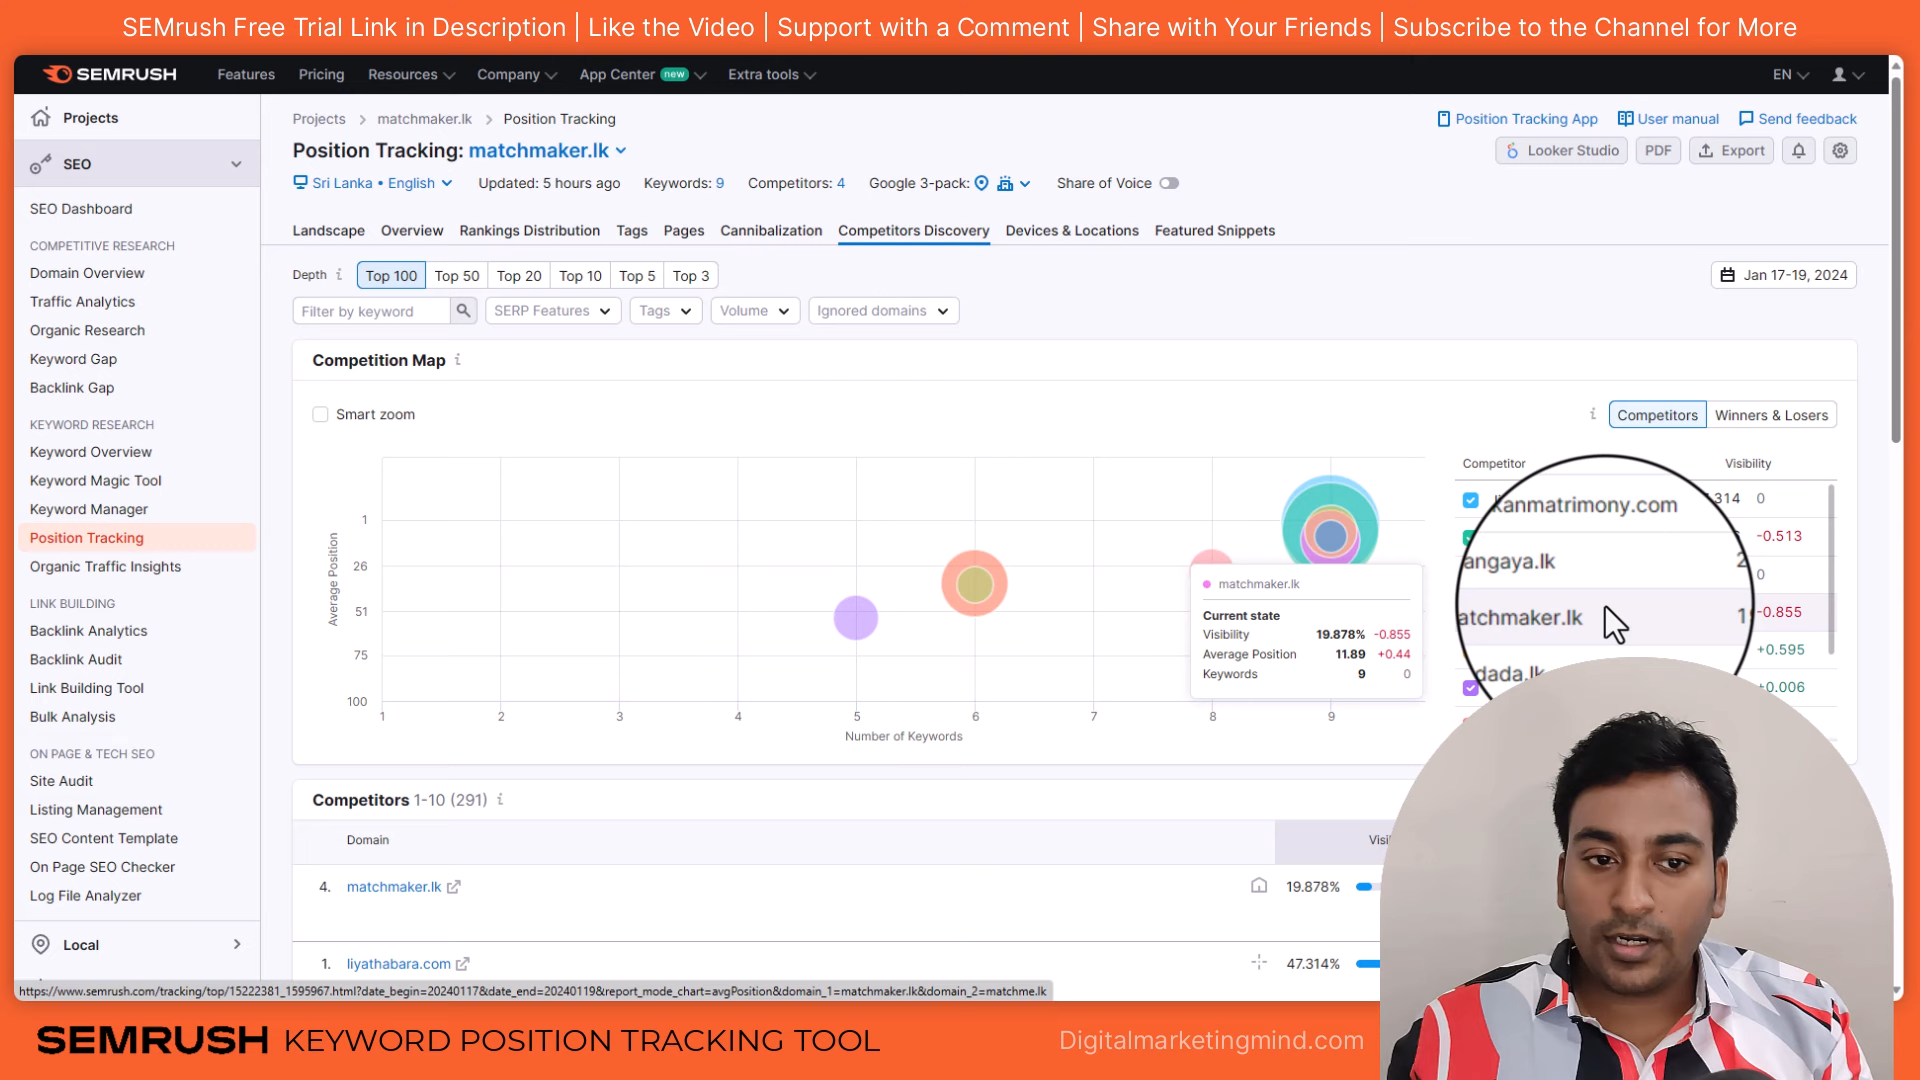 SEMrush Free Trial Link in Description | Like the Video | Support with a Comment | Share with Your Friends | Subscribe to the Channel for More
SEMRUSH Features Pricing Resources Company App Center new Extra tools EN
Projects
SEO
SEO Dashboard
COMPETITIVE RESEARCH
Domain Overview
Traffic Analytics
Organic Research
Keyword Gap
Backlink Gap
KEYWORD RESEARCH
Keyword Overview
Keyword Magic Tool
Keyword Manager
Position Tracking
Organic Traffic Insights
LINK BUILDING
Backlink Analytics
Backlink Audit
Link Building Tool
Bulk Analysis
ON PAGE & TECH SEO
Site Audit
Listing Management
SEO Content Template
On Page SEO Checker
Log File Analyzer
Local
Projects > matchmaker.lk > Position Tracking
Position Tracking App User manual Send feedback
Position Tracking: matchmaker.lk
Looker Studio PDF Export
Sri Lanka • English Updated: 5 hours ago Keywords: 9 Competitors: 4 Google 3-pack: Share of Voice
Landscape Overview Rankings Distribution Tags Pages Cannibalization Competitors Discovery Devices & Locations Featured Snippets
Depth i Top 100 Top 50 Top 20 Top 10 Top 5 Top 3 Jan 17-19, 2024
Filter by keyword SERP Features Tags Volume Ignored domains
Competition Map i
Smart zoom i Competitors Winners & Losers
Average Position
1
26
51
75
100
1 2 3 4 5 6 7 8 9
Number of Keywords
matchmaker.lk
Current state
Visibility 19.878% -0.855
Average Position 11.89 +0.44
Keywords 9 0
Competitor Visibility
kanmatrimony.com 314 0
angaya.lk 2 -0.513
0
atchmaker.lk 1 -0.855
dada.lk +0.595
+0.006
Competitors 1-10 (291) i
Domain Visi
4. matchmaker.lk 19.878%
1. liyathabara.com 47.314%
https://www.semrush.com/tracking/top/15222381_1595967.html?date_begin=20240117&date_end=20240119&report_mode_chart=avgPosition&domain_1=matchmaker.lk&domain_2=matchme.lk
SEMRUSH KEYWORD POSITION TRACKING TOOL Digitalmarketingmind.com